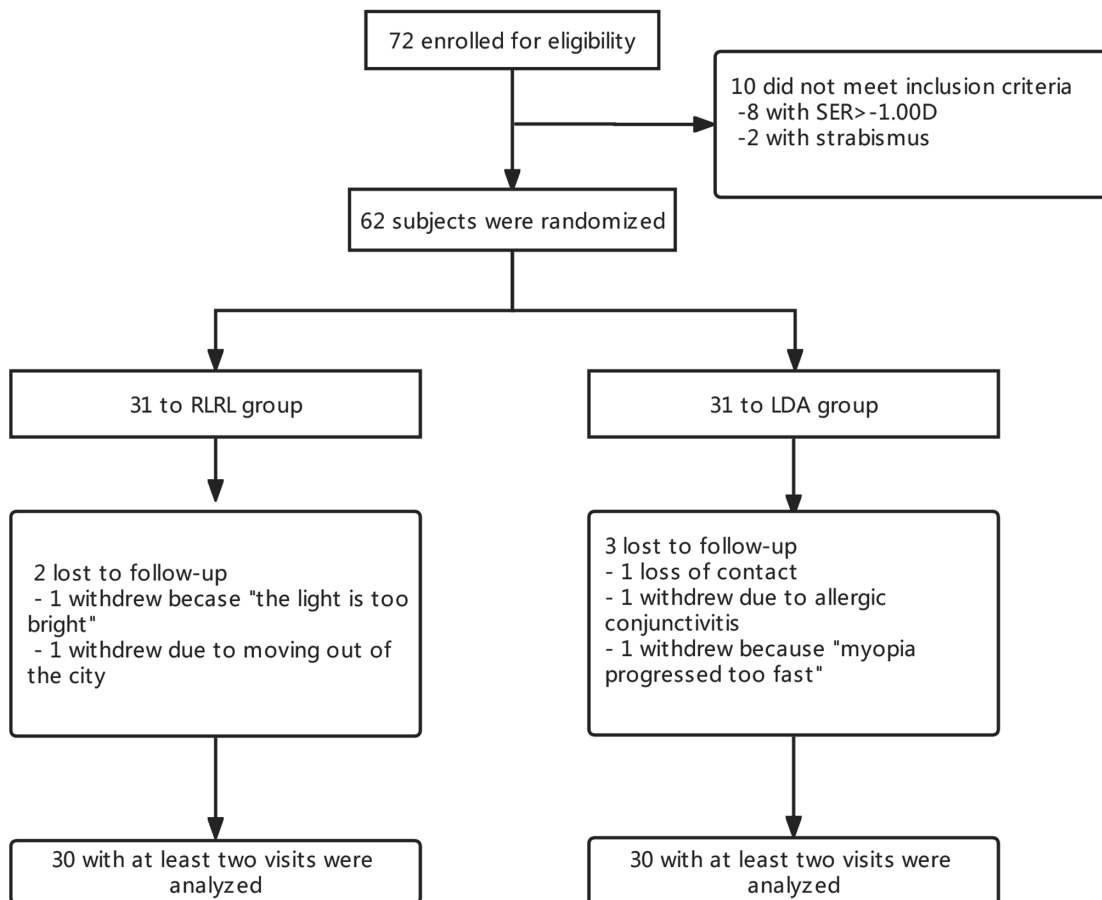 72 enrolled for eligibility
10 did not meet inclusion criteria
-8 with SER>-1.00D
-2 with strabismus
62 subjects were randomized
31 to RLRL group
31 to LDA group
2 lost to follow-up
- 1 withdrew becase "the light is too
bright"
- 1 withdrew due to moving out of
the city
3 lost to follow-up
- 1 loss of contact
- 1 withdrew due to allergic
conjunctivitis
- 1 withdrew because "myopia
progressed too fast"
30 with at least two visits were
analyzed
30 with at least two visits were
analyzed